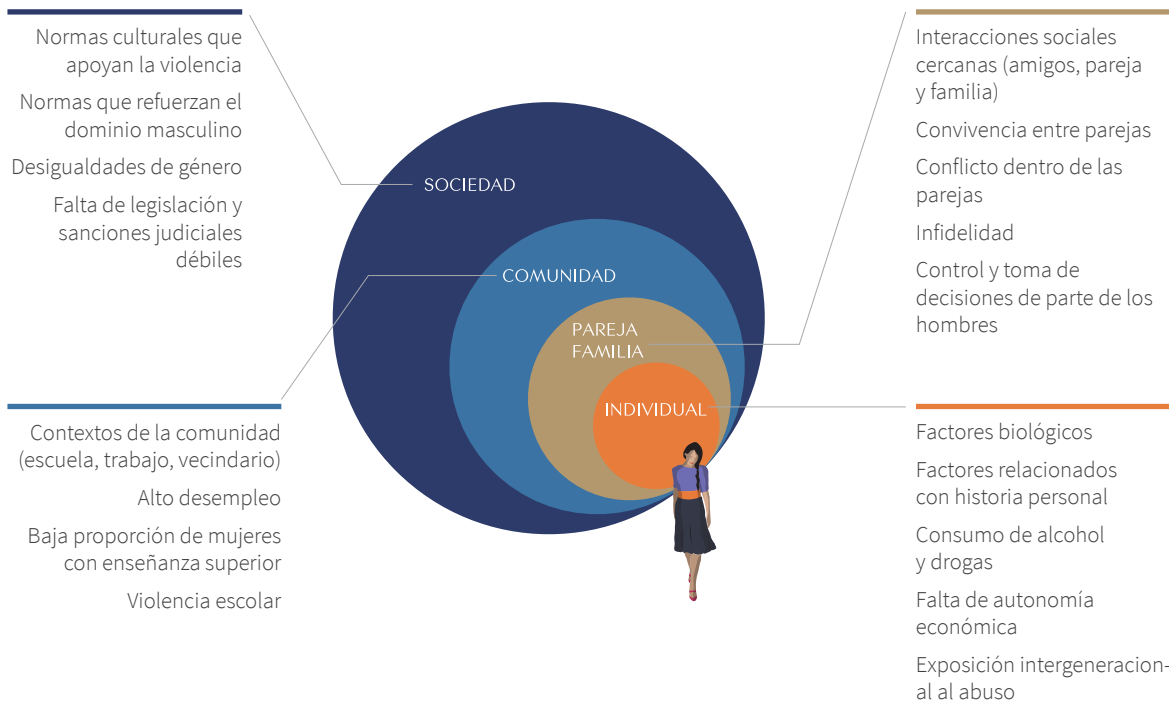 Normas culturales que
apoyan la violencia
Normas que refuerzan el
dominio masculino
Desigualdades de género
Falta de legislación y
sanciones judiciales
débiles
SOCIEDAD
COMUNIDAD
PAREJA
FAMILIA
INDIVIDUAL
Interacciones sociales
cercanas (amigos, pareja
y familia)
Convivencia entre parejas
Conflicto dentro de las
parejas
Infidelidad
Control y toma de
decisiones de parte de los
hombres
Contextos de la comunidad
(escuela, trabajo, vecindario)
Alto desempleo
Baja proporción de mujeres
con enseñanza superior
Violencia escolar
Factores biológicos
Factores relacionados
con historia personal
Consumo de alcohol
y drogas
Falta de autonomía
económica
Exposición intergeneracion-
al al abuso